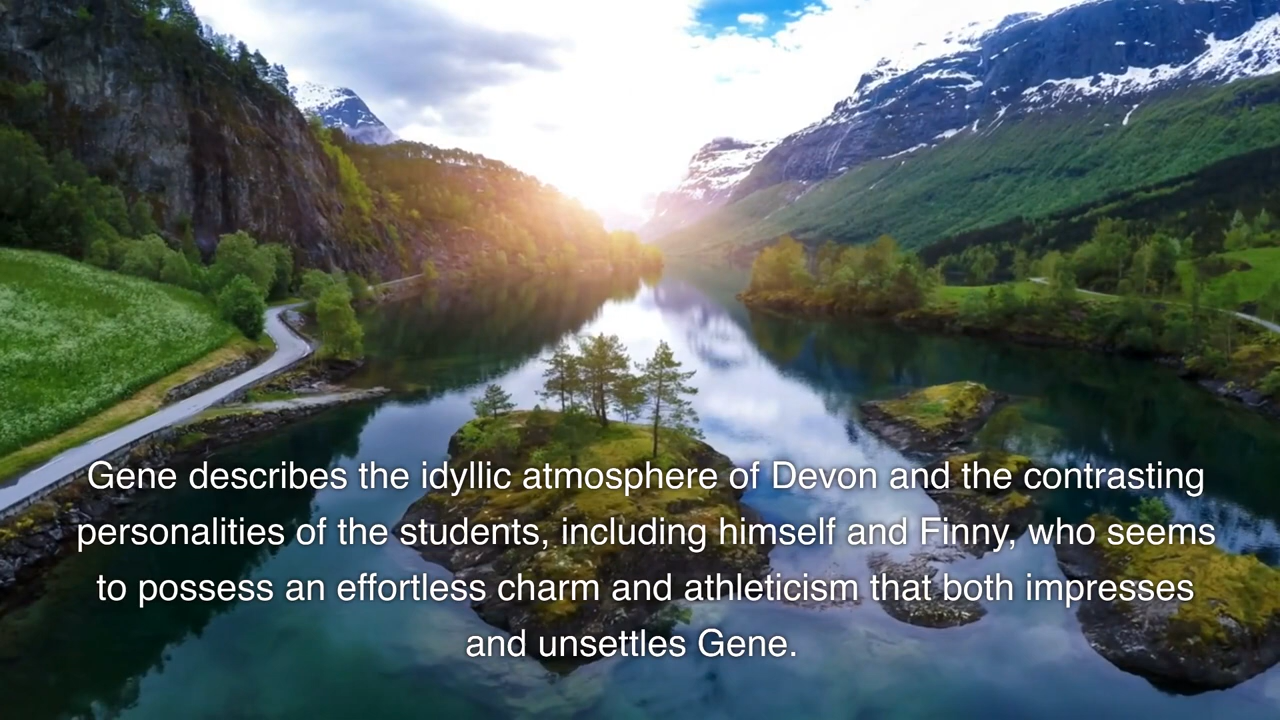 Gene describes the idyllic atmosphere of Devon and the contrasting
personalities of the students, including himself and Finny, who seems
to possess an effortless charm and athleticism that both impresses
and unsettles Gene.